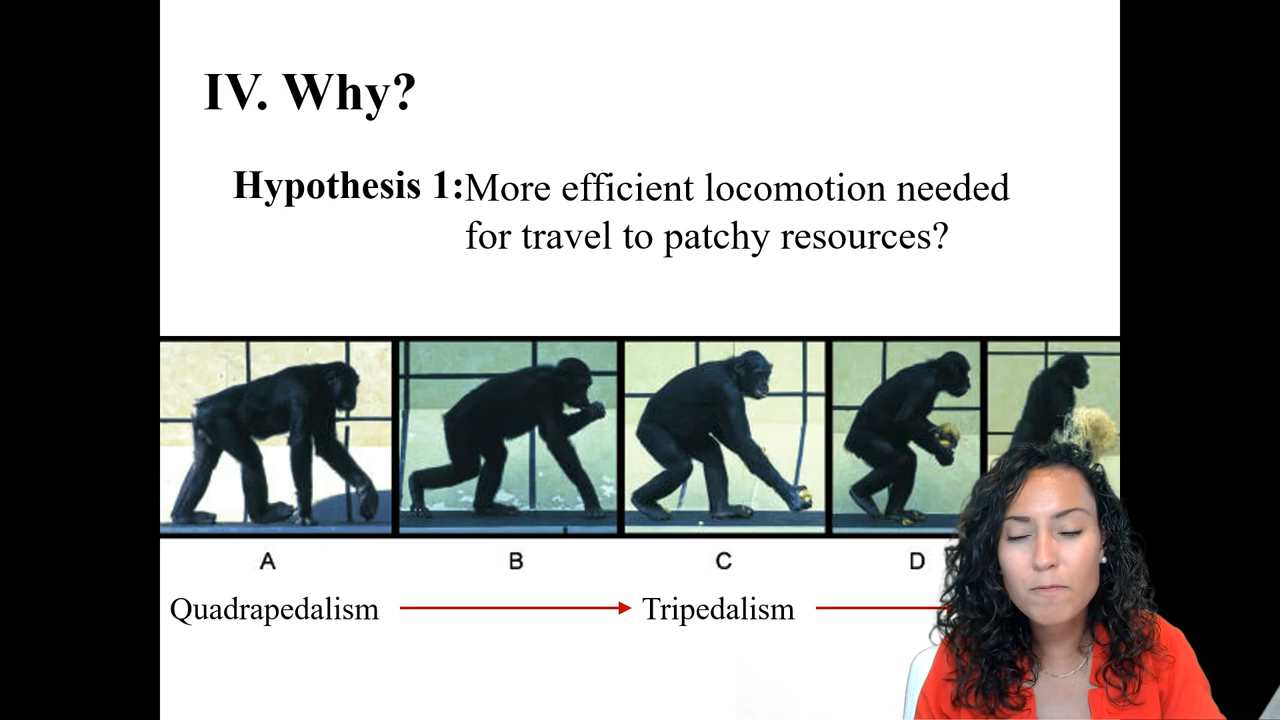 IV. Why?
Hypothesis 1: More efficient locomotion needed
for travel to patchy resources?
A B C D
Quadrapedalism Tripedalism